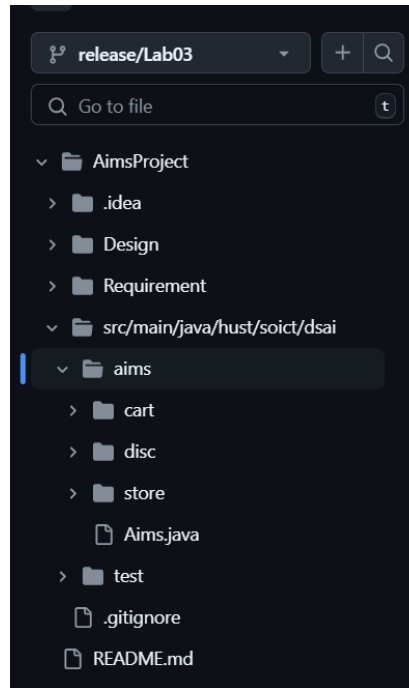 release/Lab03
Go to file
t
AimsProject
.idea
Design
Requirement
src/main/java/hust/soict/dsai
aims
cart
disc
store
Aims.java
test
.gitignore
README.md